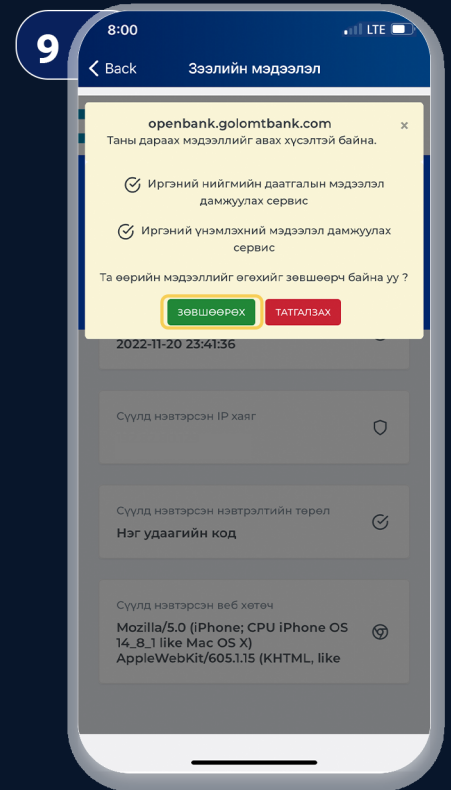 9
8:00
LTE
Back
Зээлийн мэдээлэл
openbank.golomtbank.com
×
Таны дараах мэдээллийг авах хүсэлтэй байна.
Иргэний нийгмийн даатгалын мэдээлэл
дамжуулах сервис
Иргэний үнэмлэхний мэдээлэл дамжуулах
сервис
Та өөрийн мэдээллийг өгөхийг зөвшөөрч байна уу ?
ЗӨВШӨӨРӨХ
ТАТГАЛЗАХ
2022-11-20 23:41:36
Сүүлд нэвтэрсэн IP хаяг
Сүүлд нэвтэрсэн нэвтрэлтийн төрөл
Нэг удаагийн код
Сүүлд нэвтэрсэн веб хөтөч
Mozilla/5.0 (iPhone; CPU iPhone OS
14_8_1 like Mac OS X)
AppleWebKit/605.1.15 (KHTML, like